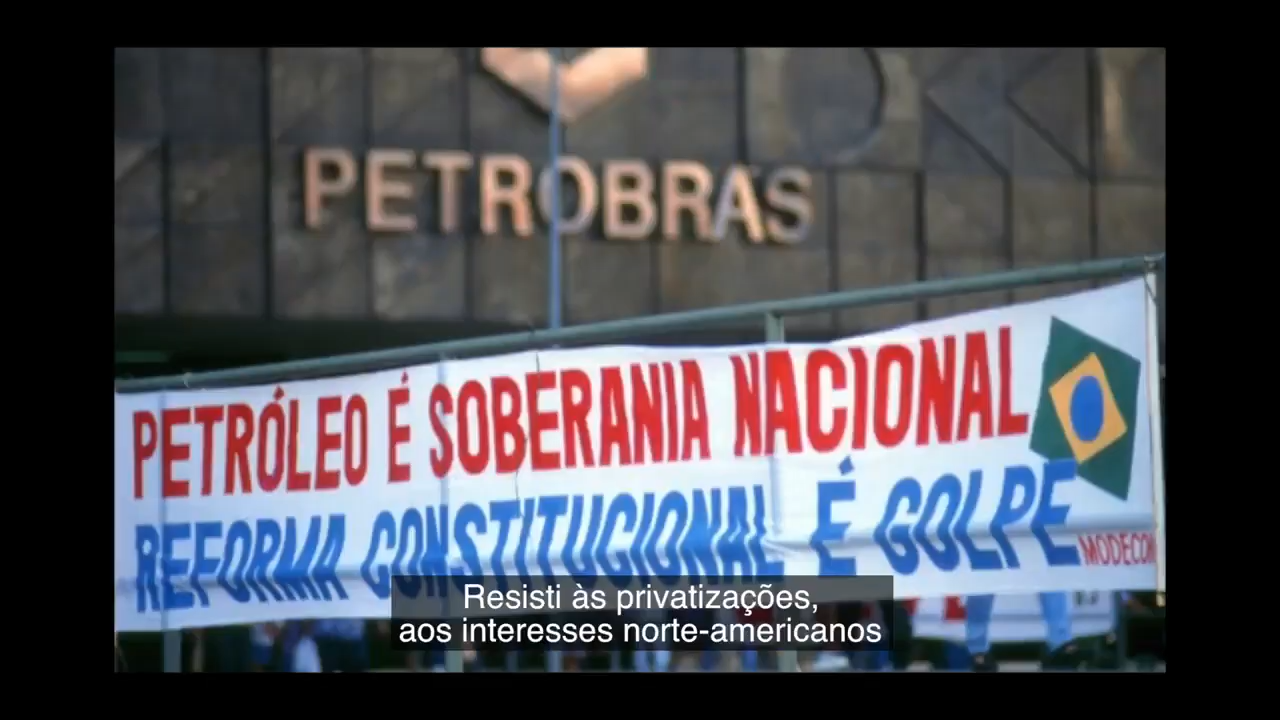 PETROBRAS
PETRÓLEO É SOBERANIA NACIONAL
REFORMA CONSTITUCIONAL É GOLPE
MODECON
Resisti às privatizações,
aos interesses norte-americanos